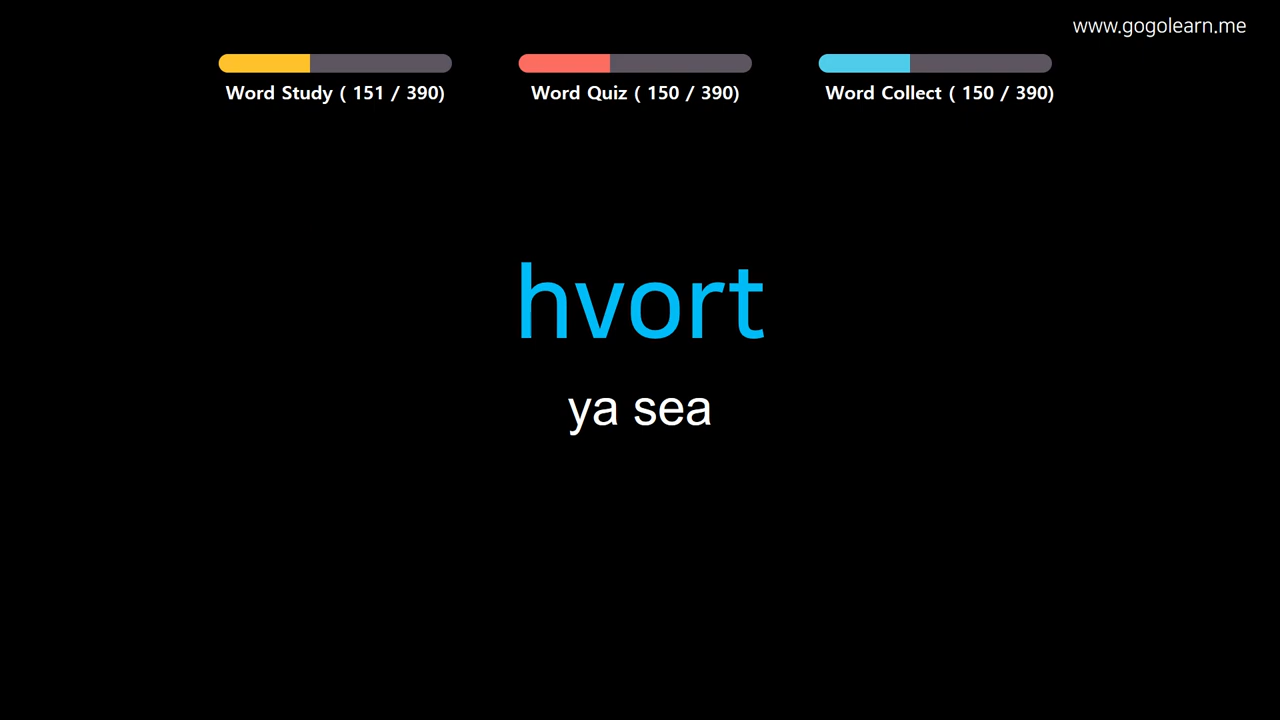 www.gogolearn.me
Word Study ( 151 / 390)
Word Quiz ( 150 / 390)
Word Collect ( 150 / 390)
hvort
ya sea